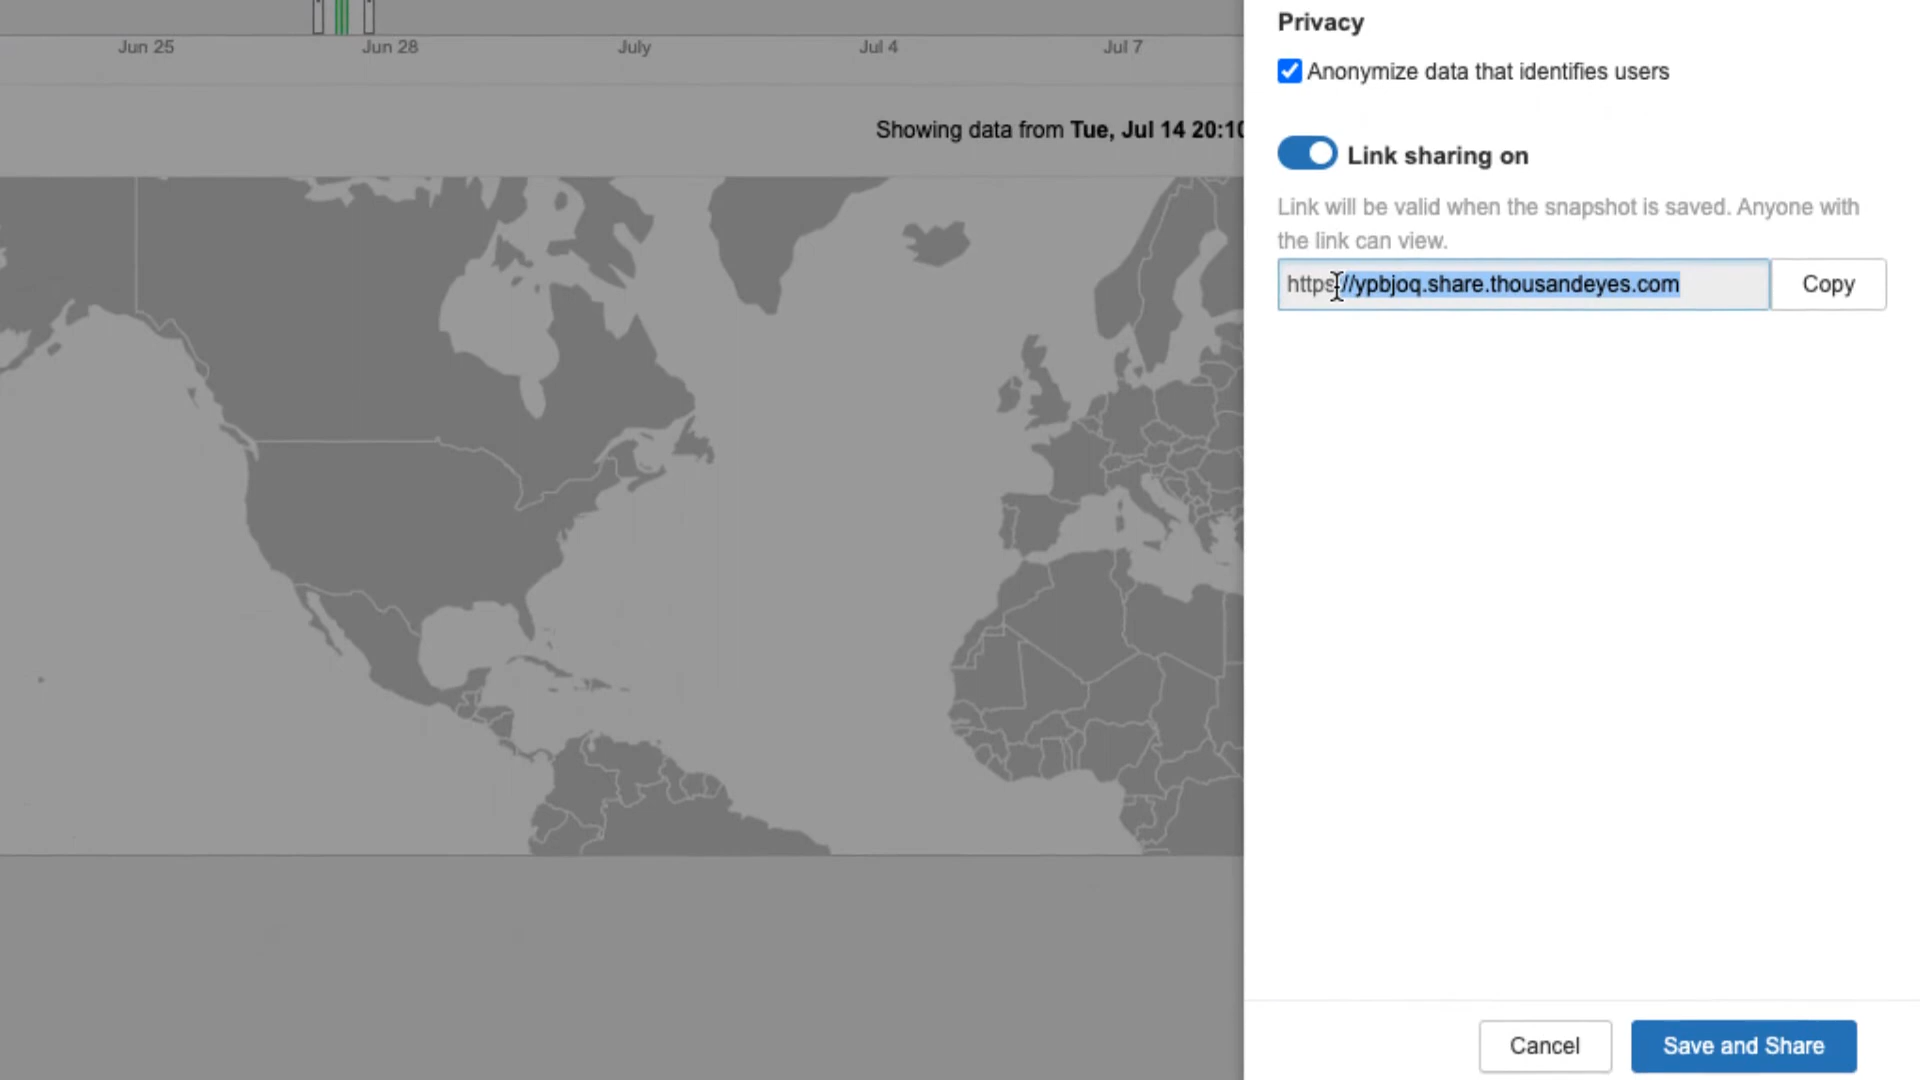 Jun 25
Jun 28
July
Jul 4
Jul 7
Showing data from Tue, Jul 14 20:10
Privacy
Anonymize data that identifies users
Link sharing on
Link will be valid when the snapshot is saved. Anyone with
the link can view.
https://ypbjoq.share.thousandeyes.com
Copy
Cancel
Save and Share